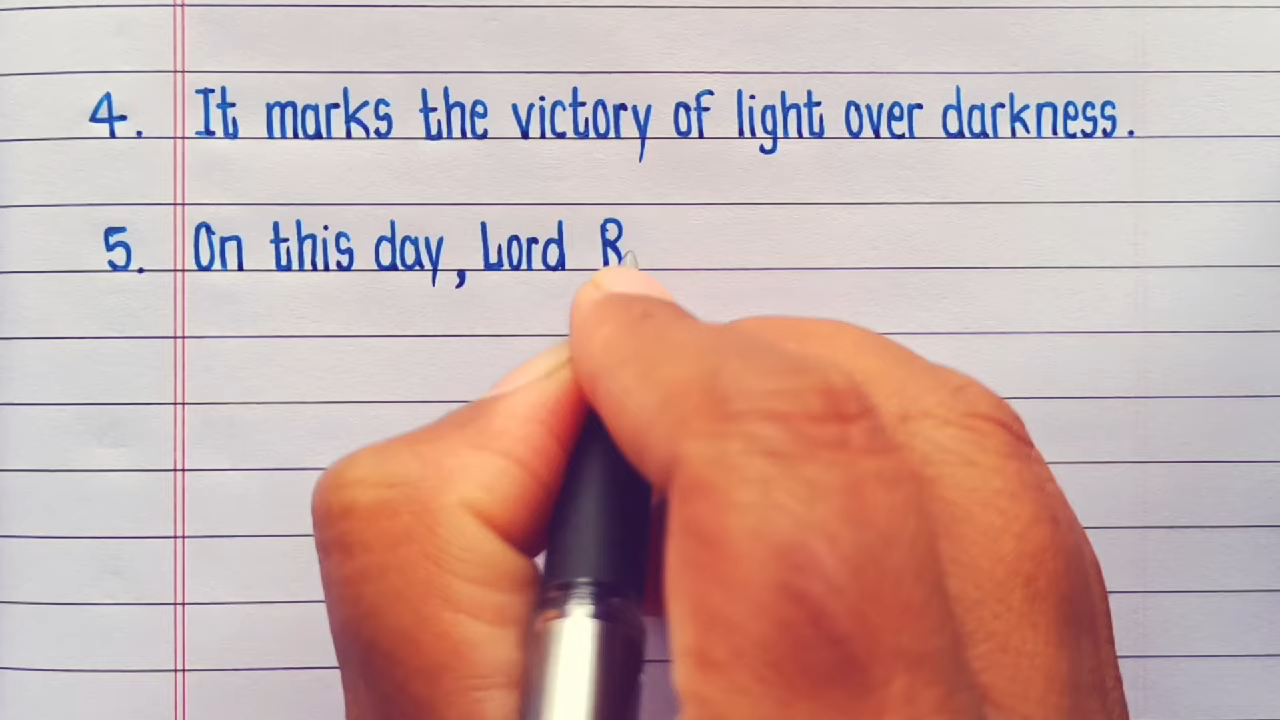 4. It marks the victory of light over darkness.
5. On this day, Lord R